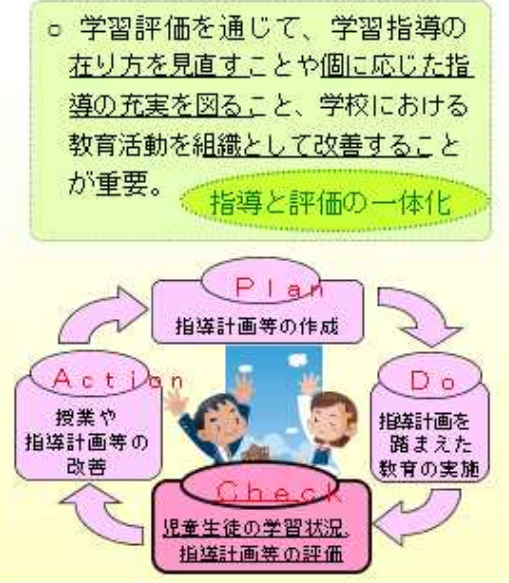 ○ 学習評価を通じて、学習指導の
在り方を見直すことや個に応じた指
導の充実を図ること、学校における
教育活動を組織として改善すること
が重要。
指導と評価の一体化
Plan
指導計画等の作成
Action
授業や
指導計画等の
改善
Do
指導計画を
踏まえた
教育の実施
Check
児童生徒の学習状況、
指導計画等の評価